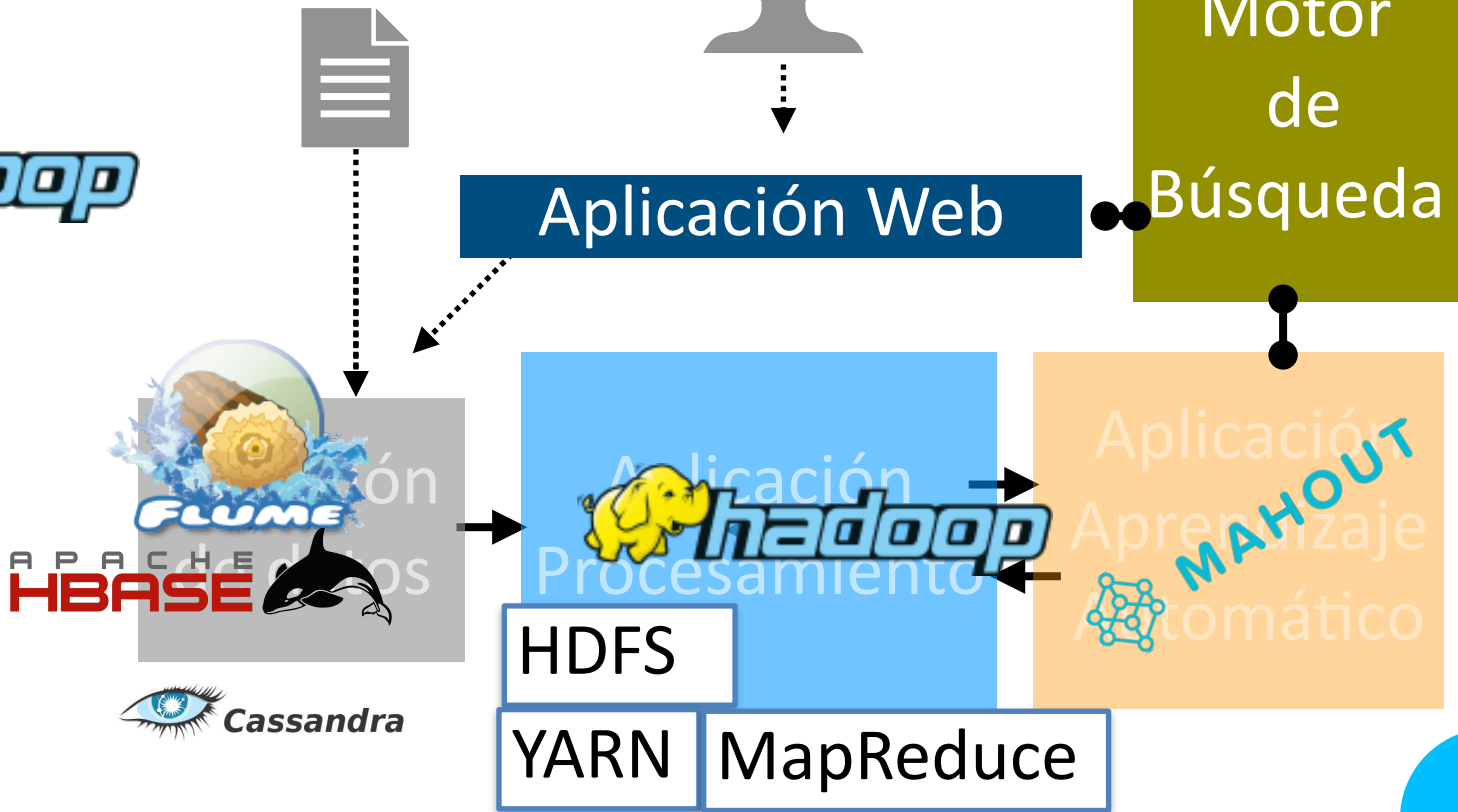 Motor
de
Búsqueda
Aplicación Web
FLUME
APACHE
HBASE
Cassandra
Aplicación
Procesamiento
hadoop
HDFS
YARN
MapReduce
Aplicación
Aprendizaje
Automático
MAHOUT